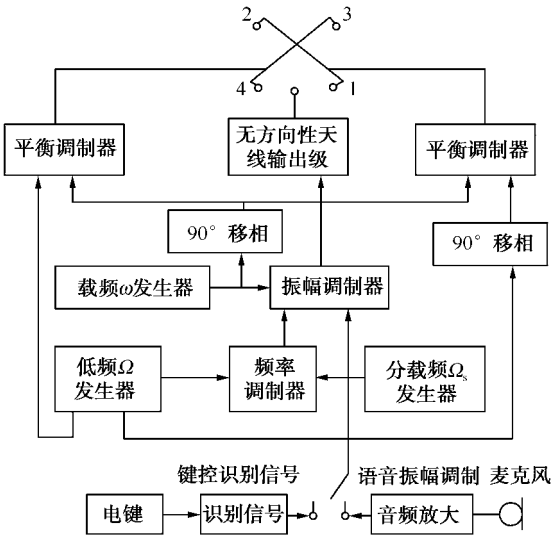 2
3
4
1
平衡调制器
无方向性天
线输出级
平衡调制器
90°移相
90°移相
载频ω发生器
振幅调制器
低频Ω
发生器
频率
调制器
分载频Ωs
发生器
键控识别信号
语音振幅调制
麦克风
电键
识别信号
音频放大